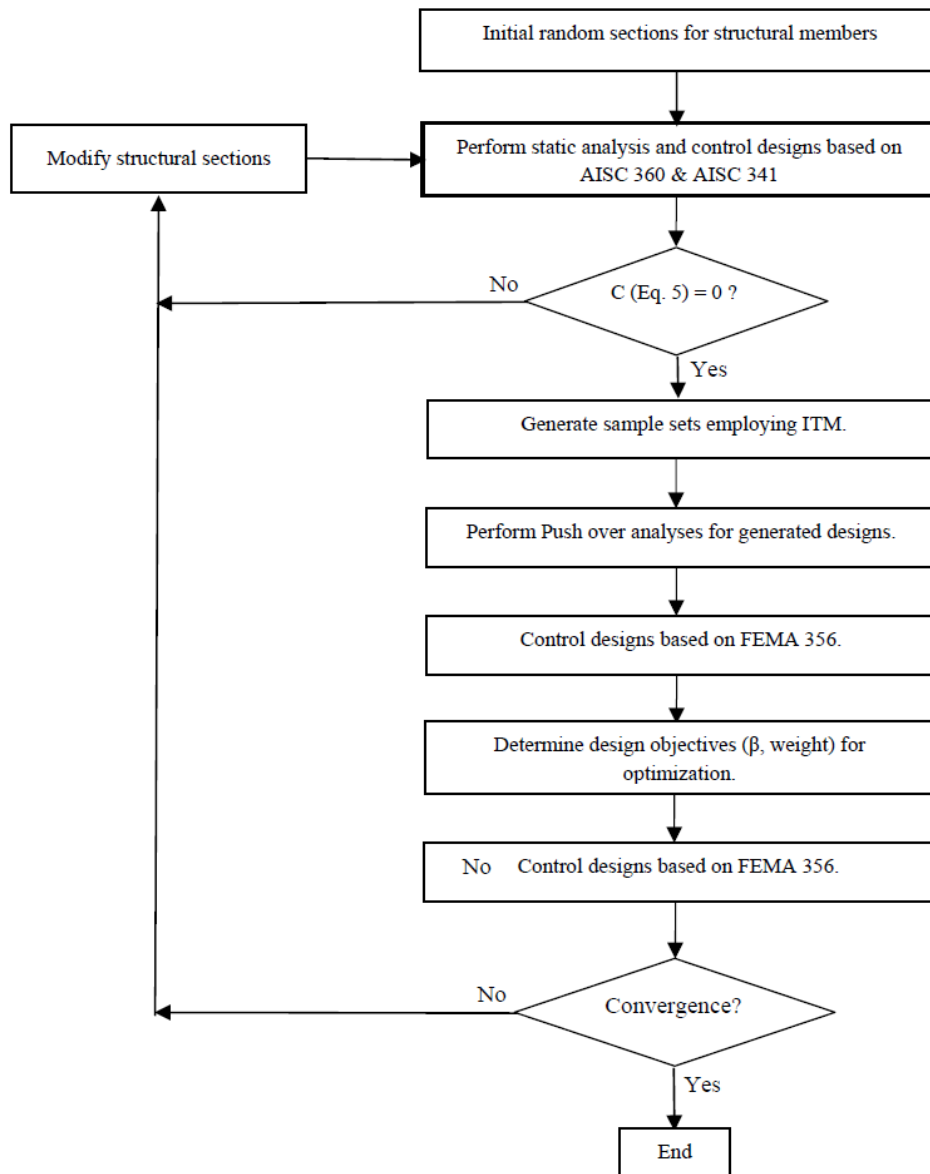 Initial random sections for structural members
Modify structural sections
Perform static analysis and control designs based on
AISC 360 & AISC 341
No
C (Eq. 5) = 0 ?
Yes
Generate sample sets employing ITM.
Perform Push over analyses for generated designs.
Control designs based on FEMA 356.
Determine design objectives (β, weight) for
optimization.
No Control designs based on FEMA 356.
No
Convergence?
Yes
End